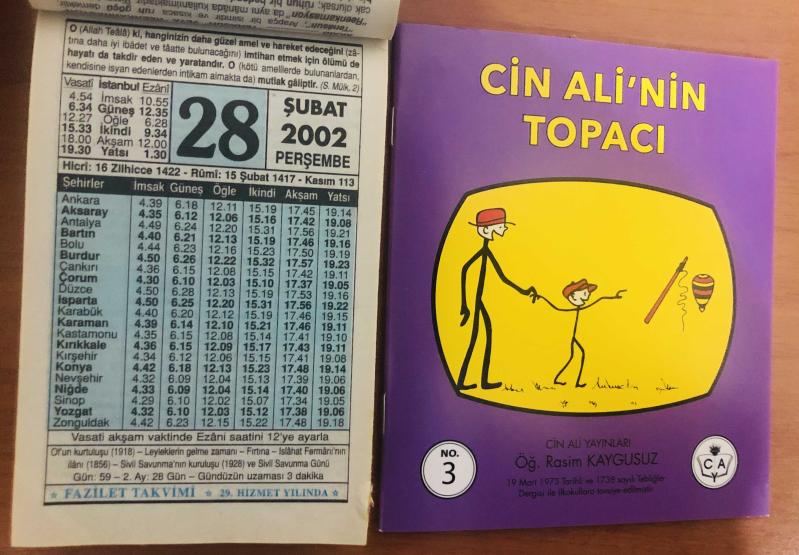 O (Allah Teâlâ) ki, hanginizin daha güzel amel ve hareket edeceğini (zâ-
tına daha iyi ibâdet ve tâatte bulunacağını) imtihan etmek için ölümü de
hayatı da takdir eden ve yaratandır. O (kötü amellerde bulunanlardan,
kendisine isyan edenlerden intikam almakta da) mutlak gâliptir. (S. Mülk. 2)
Vasatî İstanbul Ezânî
4.54 İmsak 10.55
6.34 Güneş 12.35
12.27 Öğle 6.28
15.33 İkindi 9.34
18.00 Akşam 12.00
19.30 Yatsı 1.30
28
ŞUBAT
2002
PERŞEMBE
Hicrî: 16 Zilhicce 1422 - Rûmî: 15 Şubat 1417 - Kasım 113
Şehirler İmsak Güneş Öğle İkindi Akşam Yatsı
Ankara 4.39 6.18 12.11 15.19 17.45 19.14
Aksaray 4.35 6.12 12.06 15.16 17.42 19.08
Antalya 4.49 6.24 12.20 15.31 17.56 19.21
Bartın 4.40 6.21 12.13 15.19 17.46 19.16
Bolu 4.44 6.23 12.16 15.23 17.50 19.19
Burdur 4.50 6.26 12.22 15.32 17.57 19.23
Çankırı 4.36 6.15 12.08 15.15 17.42 19.11
Çorum 4.30 6.10 12.03 15.10 17.37 19.05
Düzce 4.50 6.28 12.13 15.19 17.53 19.16
Isparta 4.50 6.25 12.20 15.31 17.56 19.22
Karabük 4.40 6.20 12.12 15.19 17.46 19.15
Karaman 4.39 6.14 12.10 15.21 17.46 19.11
Kastamonu 4.35 6.15 12.08 15.14 17.41 19.10
Kırıkkale 4.36 6.15 12.09 15.17 17.43 19.11
Kırşehir 4.34 6.12 12.06 15.15 17.41 19.08
Konya 4.42 6.18 12.13 15.23 17.48 19.14
Nevşehir 4.32 6.09 12.04 15.13 17.39 19.06
Niğde 4.33 6.09 12.04 15.14 17.40 19.06
Sinop 4.29 6.10 12.02 15.07 17.34 19.05
Yozgat 4.32 6.10 12.03 15.12 17.38 19.06
Zonguldak 4.42 6.23 12.15 15.22 17.48 19.18
Vasati akşam vaktinde Ezâni saatini 12'ye ayarla
Of'un kurtuluşu (1918) – Leyleklerin gelme zamanı – Fırtına – Islâhat Fermânı'nın
ilânı (1856) – Sivil Savunma'nın kuruluşu (1928) ve Sivil Savunma Günü
Gün: 59 – 2. Ay: 28 Gün – Gündüzün uzaması 3 dakika
FAZİLET TAKVİMİ 29. HİZMET YILINDA
CİN ALİ'NİN
TOPACI
NO.
3
CİN ALİ YAYINLARI
Öğ. Rasim KAYGUSUZ
19 Mart 1973 Tarihli ve 1738 sayılı Tebliğler
Dergisi ile ilkokullara tavsiye edilmiştir
C A